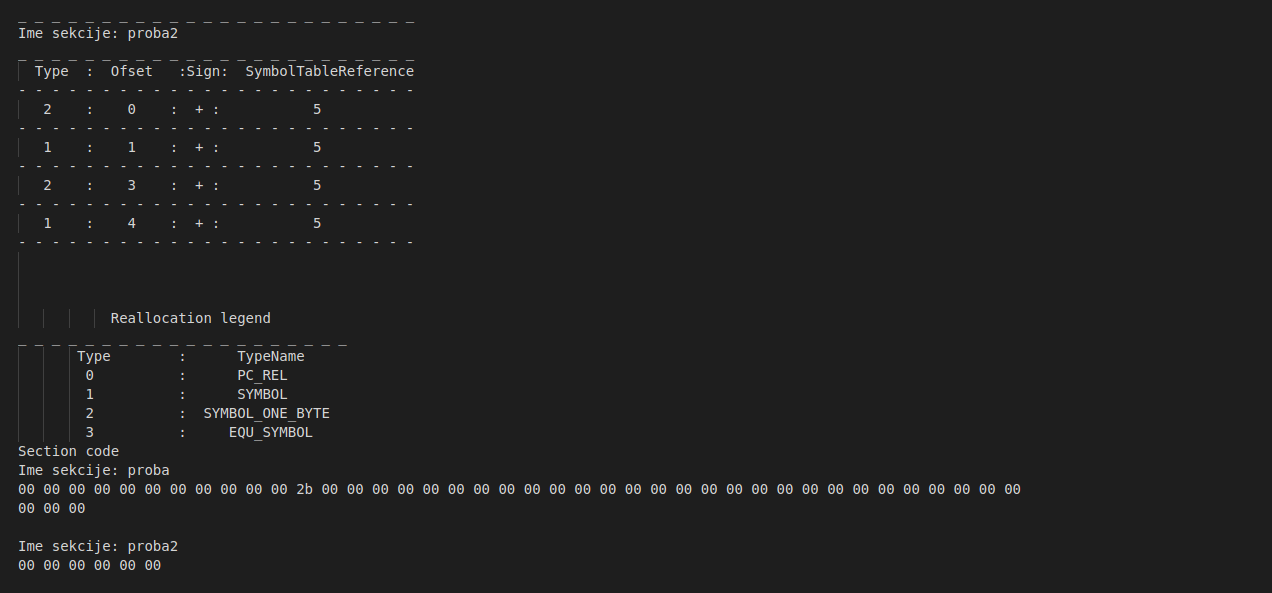 _ _ _ _ _ _ _ _ _ _ _ _ _ _ _ _ _ _ _ _ _ _ _ _
Ime sekcije: proba2
_ _ _ _ _ _ _ _ _ _ _ _ _ _ _ _ _ _ _ _ _ _ _ _
Type : Ofset :Sign: SymbolTableReference
- - - - - - - - - - - - - - - - - - - - - - - -
2 : 0 : + : 5
- - - - - - - - - - - - - - - - - - - - - - - -
1 : 1 : + : 5
- - - - - - - - - - - - - - - - - - - - - - - -
2 : 3 : + : 5
- - - - - - - - - - - - - - - - - - - - - - - -
1 : 4 : + : 5
- - - - - - - - - - - - - - - - - - - - - - - -
Reallocation legend
_ _ _ _ _ _ _ _ _ _ _ _ _ _ _ _ _ _ _ _
Type : TypeName
0 : PC_REL
1 : SYMBOL
2 : SYMBOL_ONE_BYTE
3 : EQU_SYMBOL
Section code
Ime sekcije: proba
00 00 00 00 00 00 00 00 00 00 00 2b 00 00 00 00 00 00 00 00 00 00 00 00 00 00 00 00 00 00 00 00 00 00 00 00 00 00 00 00
00 00 00
Ime sekcije: proba2
00 00 00 00 00 00